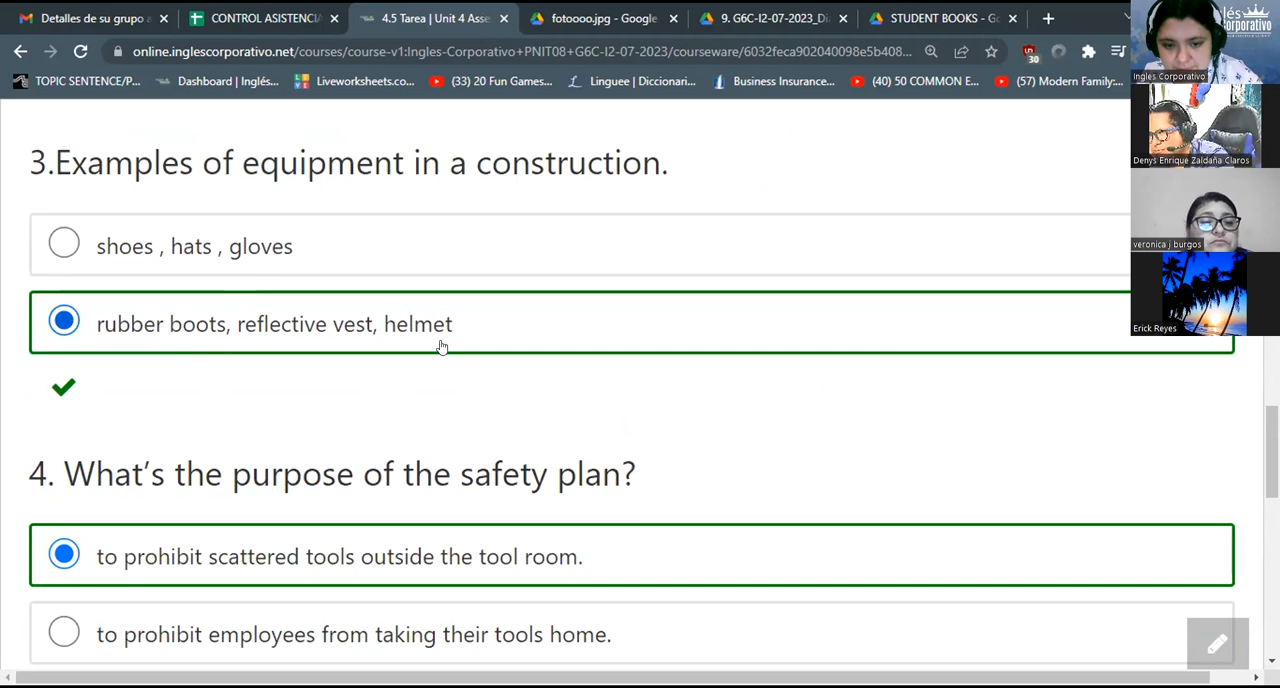 Detalles de su grupo a
CONTROL ASISTENCI
4.5 Tarea | Unit 4 Asse
fotoooo.jpg - Google
9. G6C-I2-07-2023_Di
STUDENT BOOKS - Go
online.inglescorporativo.net/courses/course-v1:Ingles-Corporativo+PNIT08+G6C-I2-07-2023/courseware/6032feca902040098e5b408...
30
TOPIC SENTENCE/P...
Dashboard | Inglés...
Liveworksheets.co...
(33) 20 Fun Games...
Linguee | Diccionari...
Business Insurance...
(40) 50 COMMON E...
(57) Modern Family:...
Ingles Corporativo
Denys Enrique Zaldaña Claros
veronica j burgos
Erick Reyes
3.Examples of equipment in a construction.
shoes , hats , gloves
rubber boots, reflective vest, helmet
4. What's the purpose of the safety plan?
to prohibit scattered tools outside the tool room.
to prohibit employees from taking their tools home.